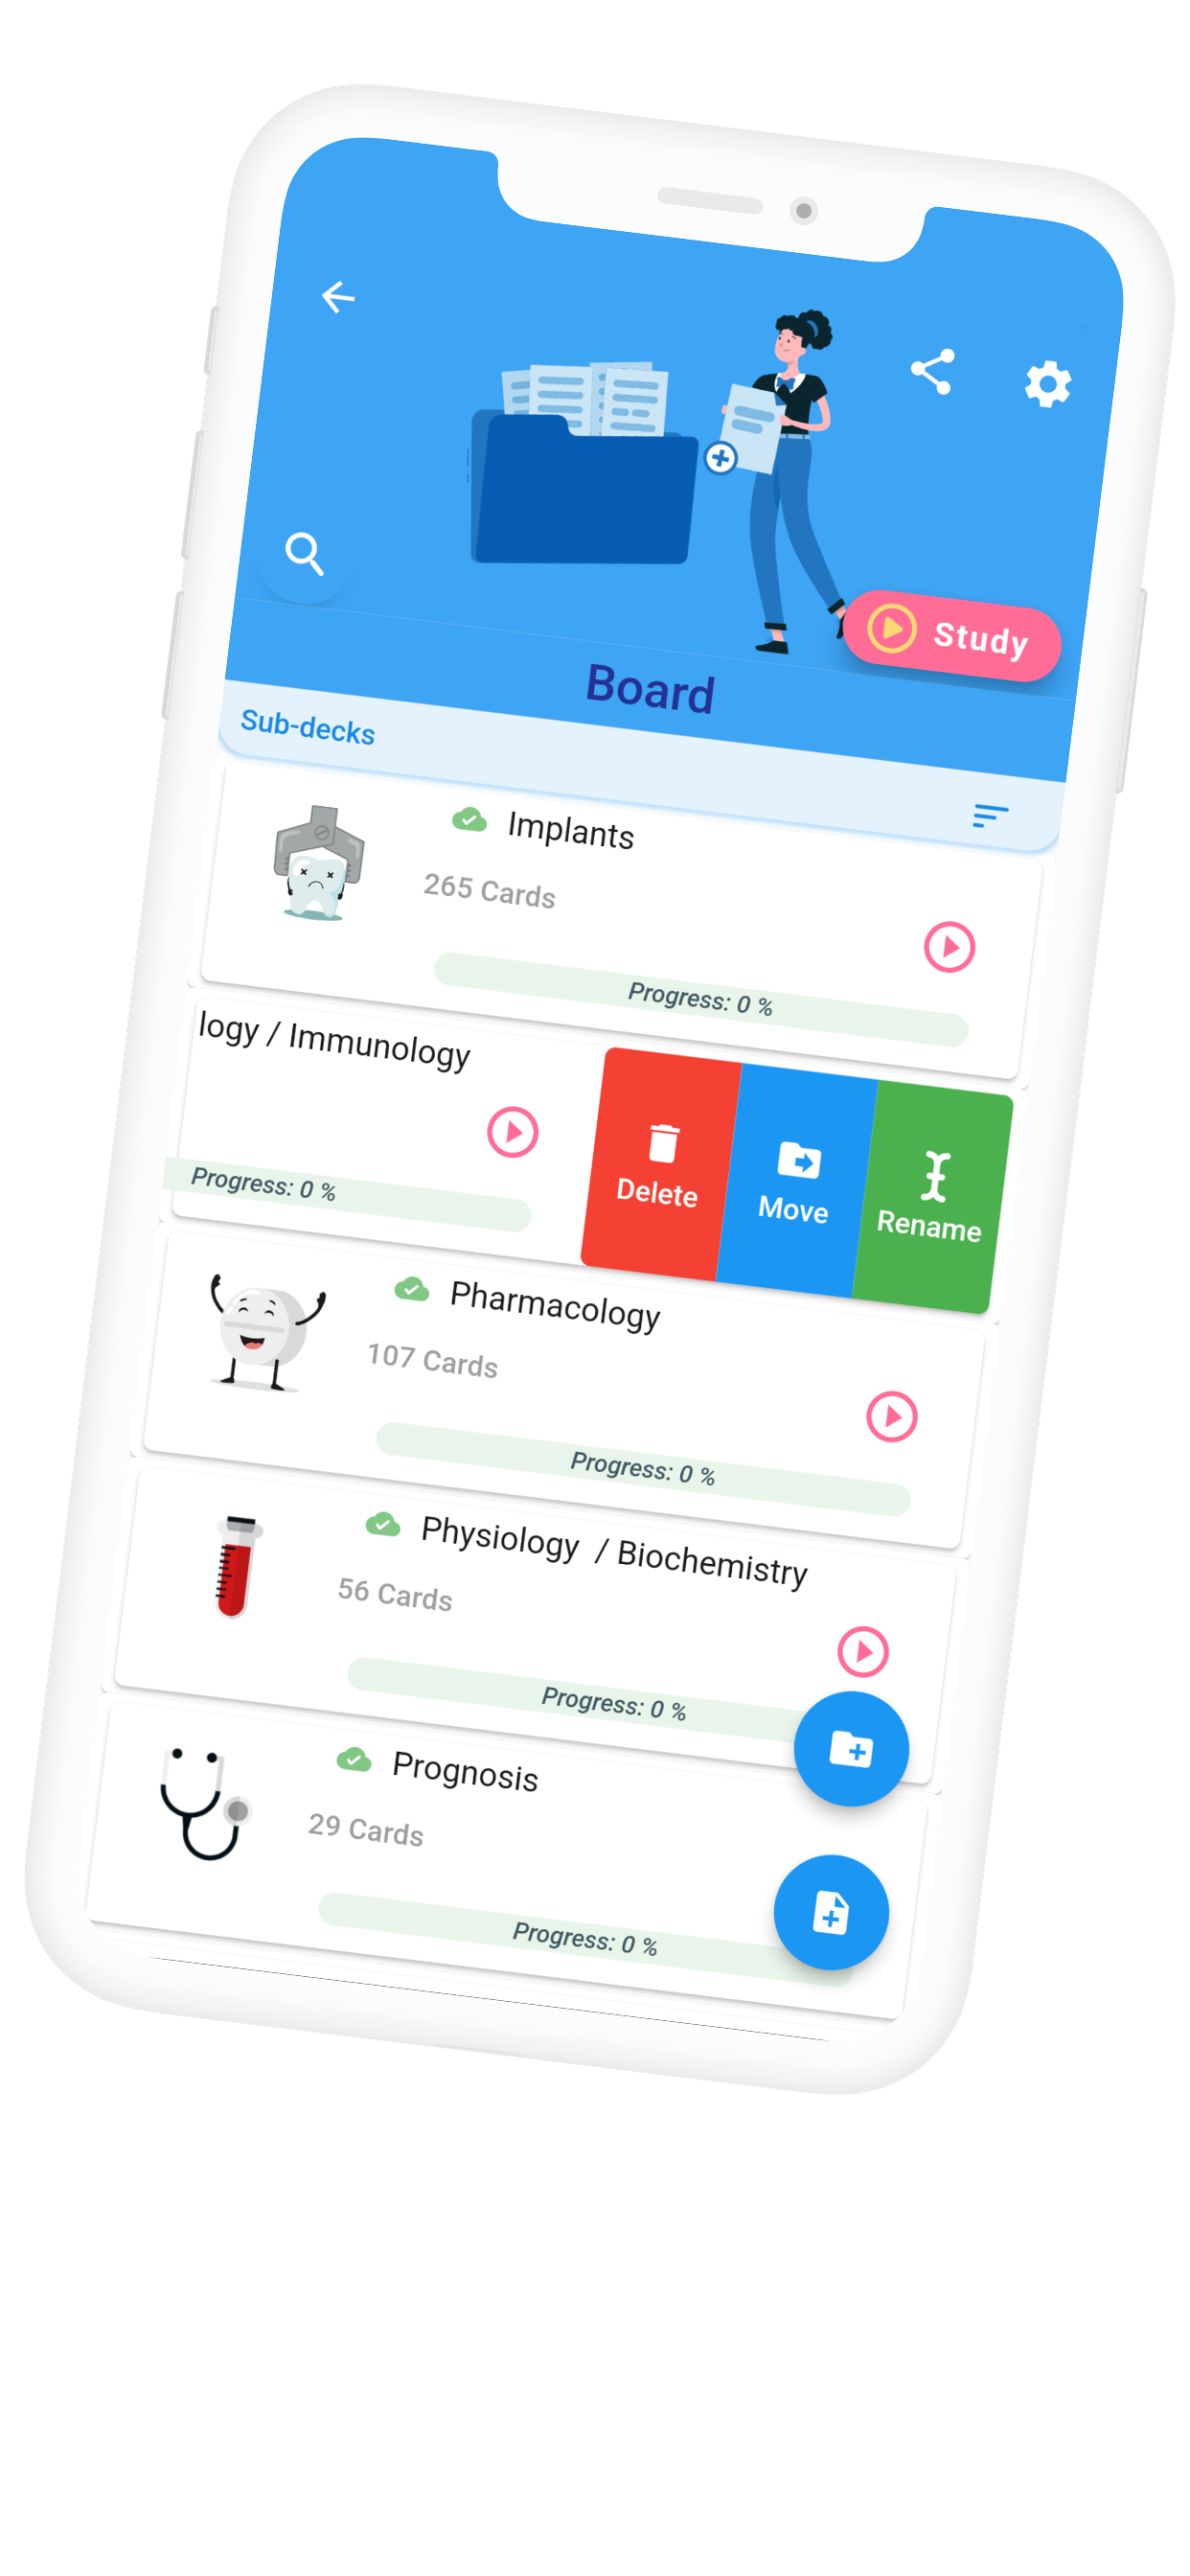 Study
Board
Sub-decks
Implants
265 Cards
Progress: 0 %
logy / Immunology
Progress: 0 %
Delete
Move
Rename
Pharmacology
107 Cards
Progress: 0 %
Physiology / Biochemistry
56 Cards
Progress: 0 %
Prognosis
29 Cards
Progress: 0 %